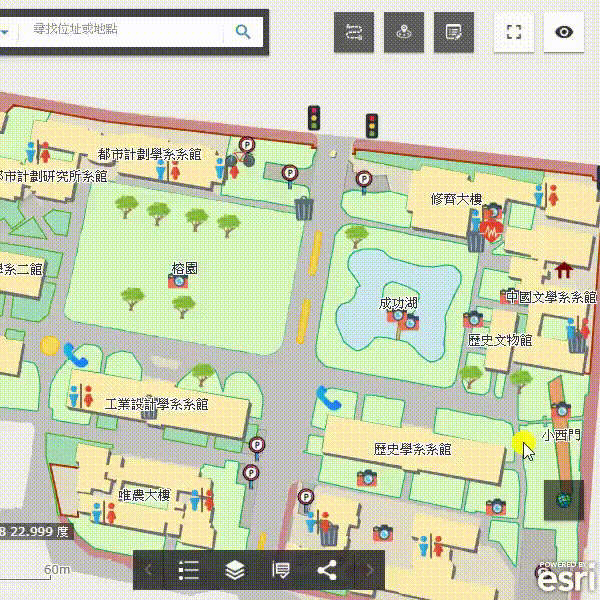 尋找位址或地點
P
都市計劃學系系館
P
P
都市計劃研究所系館
修齊大樓
榕園
學系二館
中國文學系系館
成功湖
歷史文物館
工業設計學系系館
小西門
P
歷史學系系館
P
唯農大樓
P
8 22.999 度
60m
POWERED BY
esri